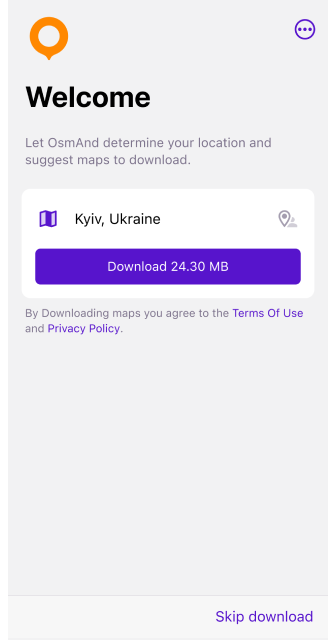 Welcome
Let OsmAnd determine your location and
suggest maps to download.
Kyiv, Ukraine
Download 24.30 MB
By Downloading maps you agree to the Terms Of Use
and Privacy Policy.
Skip download